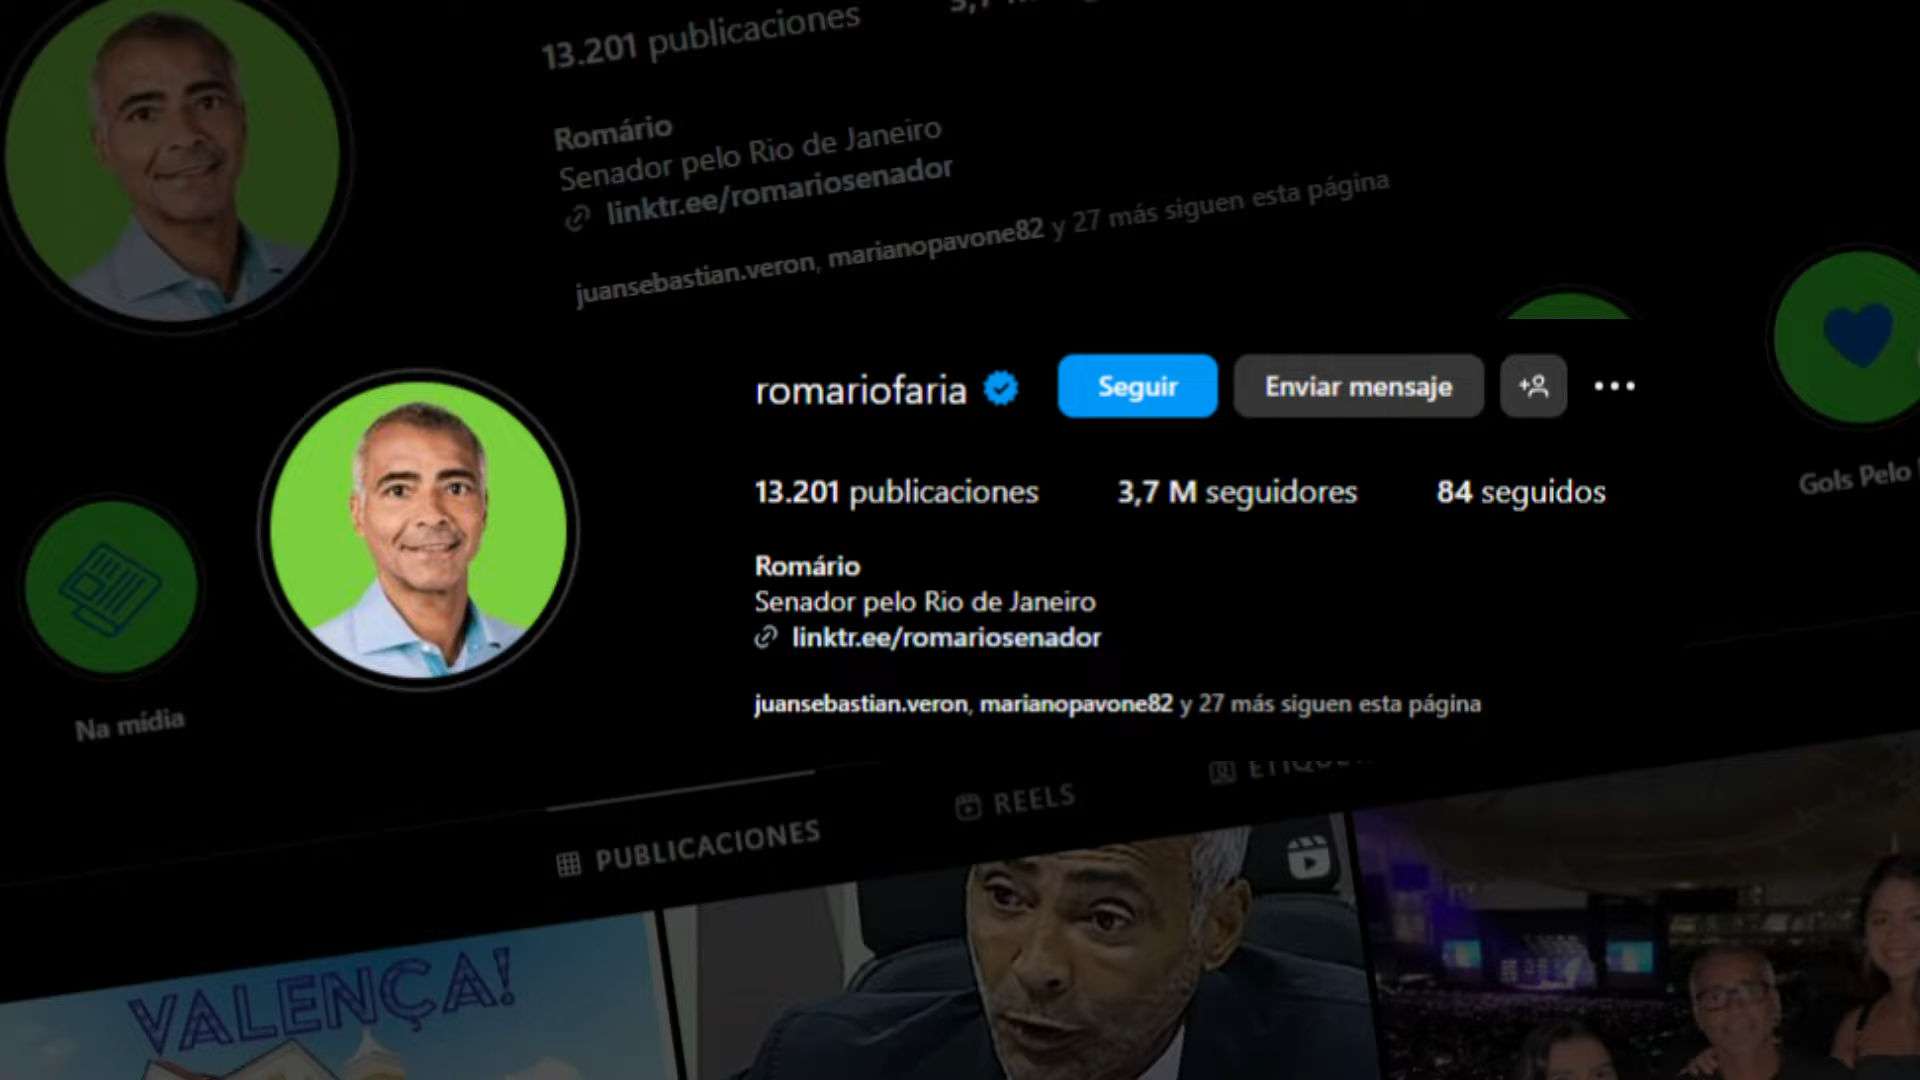 13.201 publicaciones
Romário
Senador pelo Rio de Janeiro
linktr.ee/romariosenador
juansebastian.veron, marianopavone82 y 27 más siguen esta página
romariofaria Seguir Enviar mensaje
13.201 publicaciones 3,7 M seguidores 84 seguidos
Romário
Senador pelo Rio de Janeiro
linktr.ee/romariosenador
juansebastian.veron, marianopavone82 y 27 más siguen esta página
Gols Pelo
Na mídia
PUBLICACIONES REELS
VALENÇA!